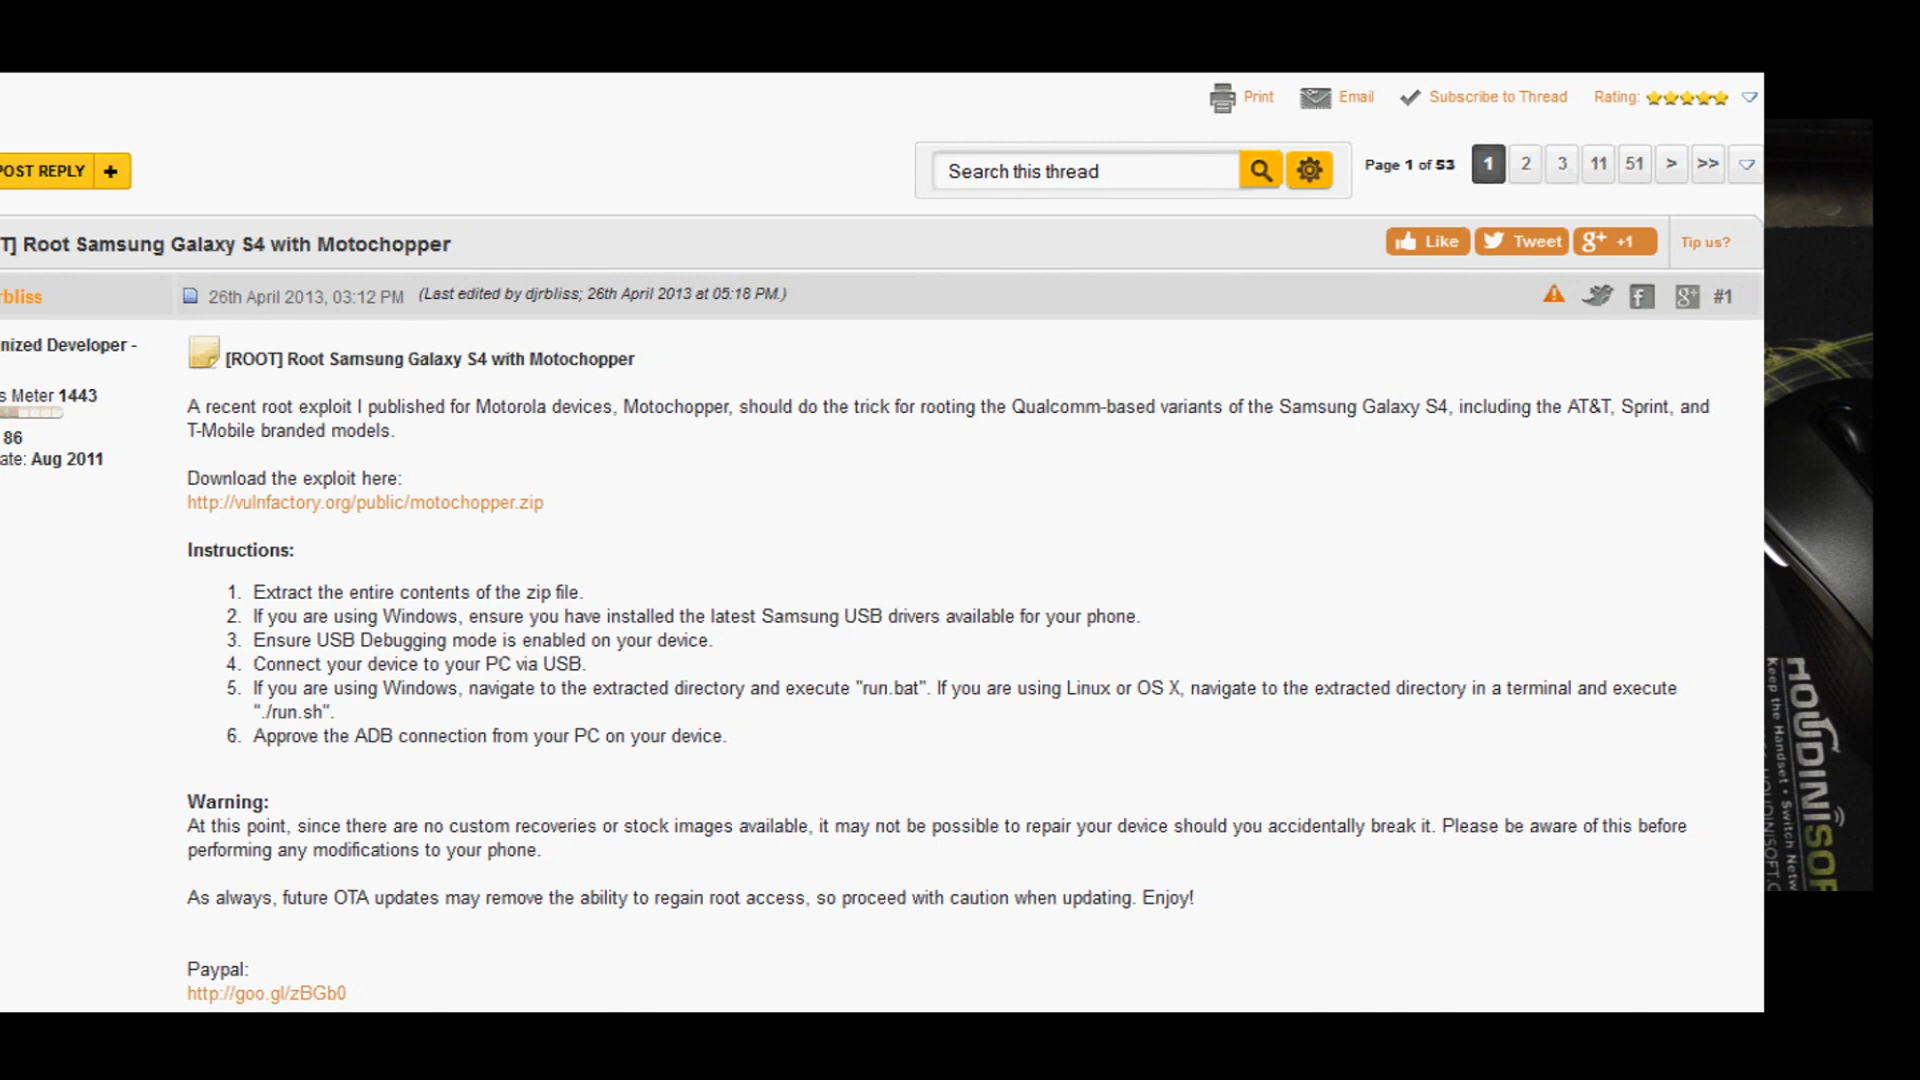 Print Email Subscribe to Thread Rating:
POST REPLY +
Search this thread
Page 1 of 53 1 2 3 11 51 > >>
T] Root Samsung Galaxy S4 with Motochopper
Like Tweet g+ +1 Tip us?
rbliss
26th April 2013, 03:12 PM (Last edited by djrbliss; 26th April 2013 at 05:18 PM.)
#1
nized Developer -
s Meter 1443
86
ate: Aug 2011
[ROOT] Root Samsung Galaxy S4 with Motochopper
A recent root exploit I published for Motorola devices, Motochopper, should do the trick for rooting the Qualcomm-based variants of the Samsung Galaxy S4, including the AT&T, Sprint, and
T-Mobile branded models.
Download the exploit here:
http://vulnfactory.org/public/motochopper.zip
Instructions:
1. Extract the entire contents of the zip file.
2. If you are using Windows, ensure you have installed the latest Samsung USB drivers available for your phone.
3. Ensure USB Debugging mode is enabled on your device.
4. Connect your device to your PC via USB.
5. If you are using Windows, navigate to the extracted directory and execute "run.bat". If you are using Linux or OS X, navigate to the extracted directory in a terminal and execute
"./run.sh".
6. Approve the ADB connection from your PC on your device.
Warning:
At this point, since there are no custom recoveries or stock images available, it may not be possible to repair your device should you accidentally break it. Please be aware of this before
performing any modifications to your phone.
As always, future OTA updates may remove the ability to regain root access, so proceed with caution when updating. Enjoy!
Paypal:
http://goo.gl/zBGb0
HOUDINISOF
Keep the Handset • Switch Netw